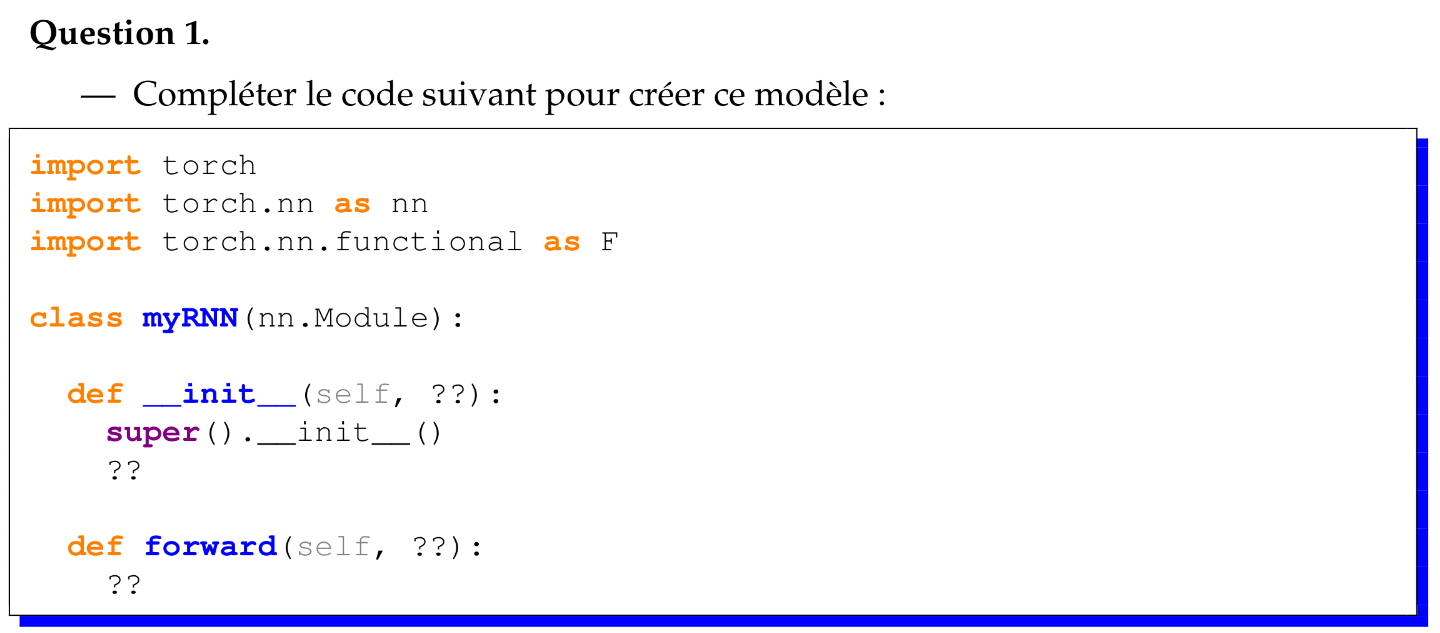 Question 1.
— Compléter le code suivant pour créer ce modèle :
import torch
import torch.nn as nn
import torch.nn.functional as F
class myRNN(nn.Module):
def __init__(self, ??):
super().__init__()
??
def forward(self, ??):
??